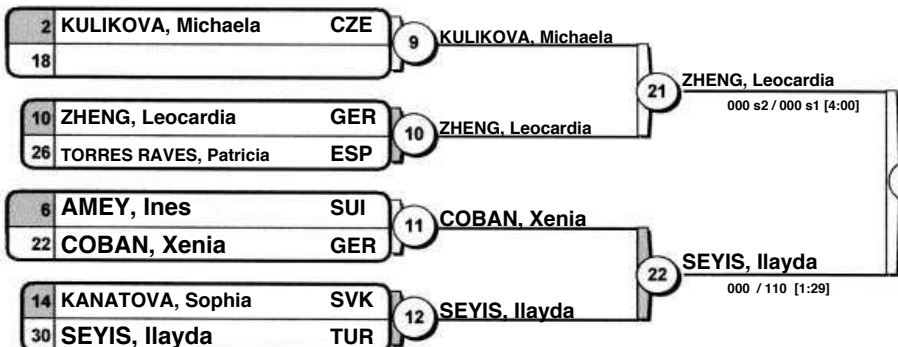 2 KULIKOVA, Michaela CZE
18
9 KULIKOVA, Michaela
10 ZHENG, Leocardia GER
26 TORRES RAVES, Patricia ESP
10 ZHENG, Leocardia
21 ZHENG, Leocardia
000 s2 / 000 s1 [4:00]
6 AMEY, Ines SUI
22 COBAN, Xenia GER
11 COBAN, Xenia
14 KANATOVA, Sophia SVK
30 SEYIS, Ilayda TUR
12 SEYIS, Ilayda
22 SEYIS, Ilayda
000 / 110 [1:29]